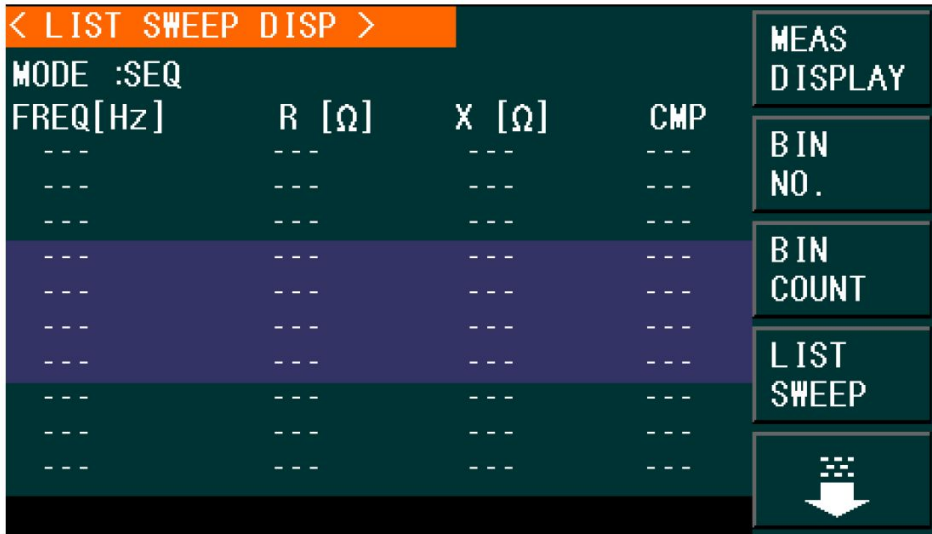 < LIST SWEEP DISP >
MODE :SEQ
FREQ[Hz] R [Ω] X [Ω] CMP
--- --- --- ---
--- --- --- ---
--- --- --- ---
--- --- --- ---
--- --- --- ---
--- --- --- ---
--- --- --- ---
--- --- --- ---
--- --- --- ---
--- --- --- ---
MEAS
DISPLAY
BIN
NO.
BIN
COUNT
LIST
SWEEP